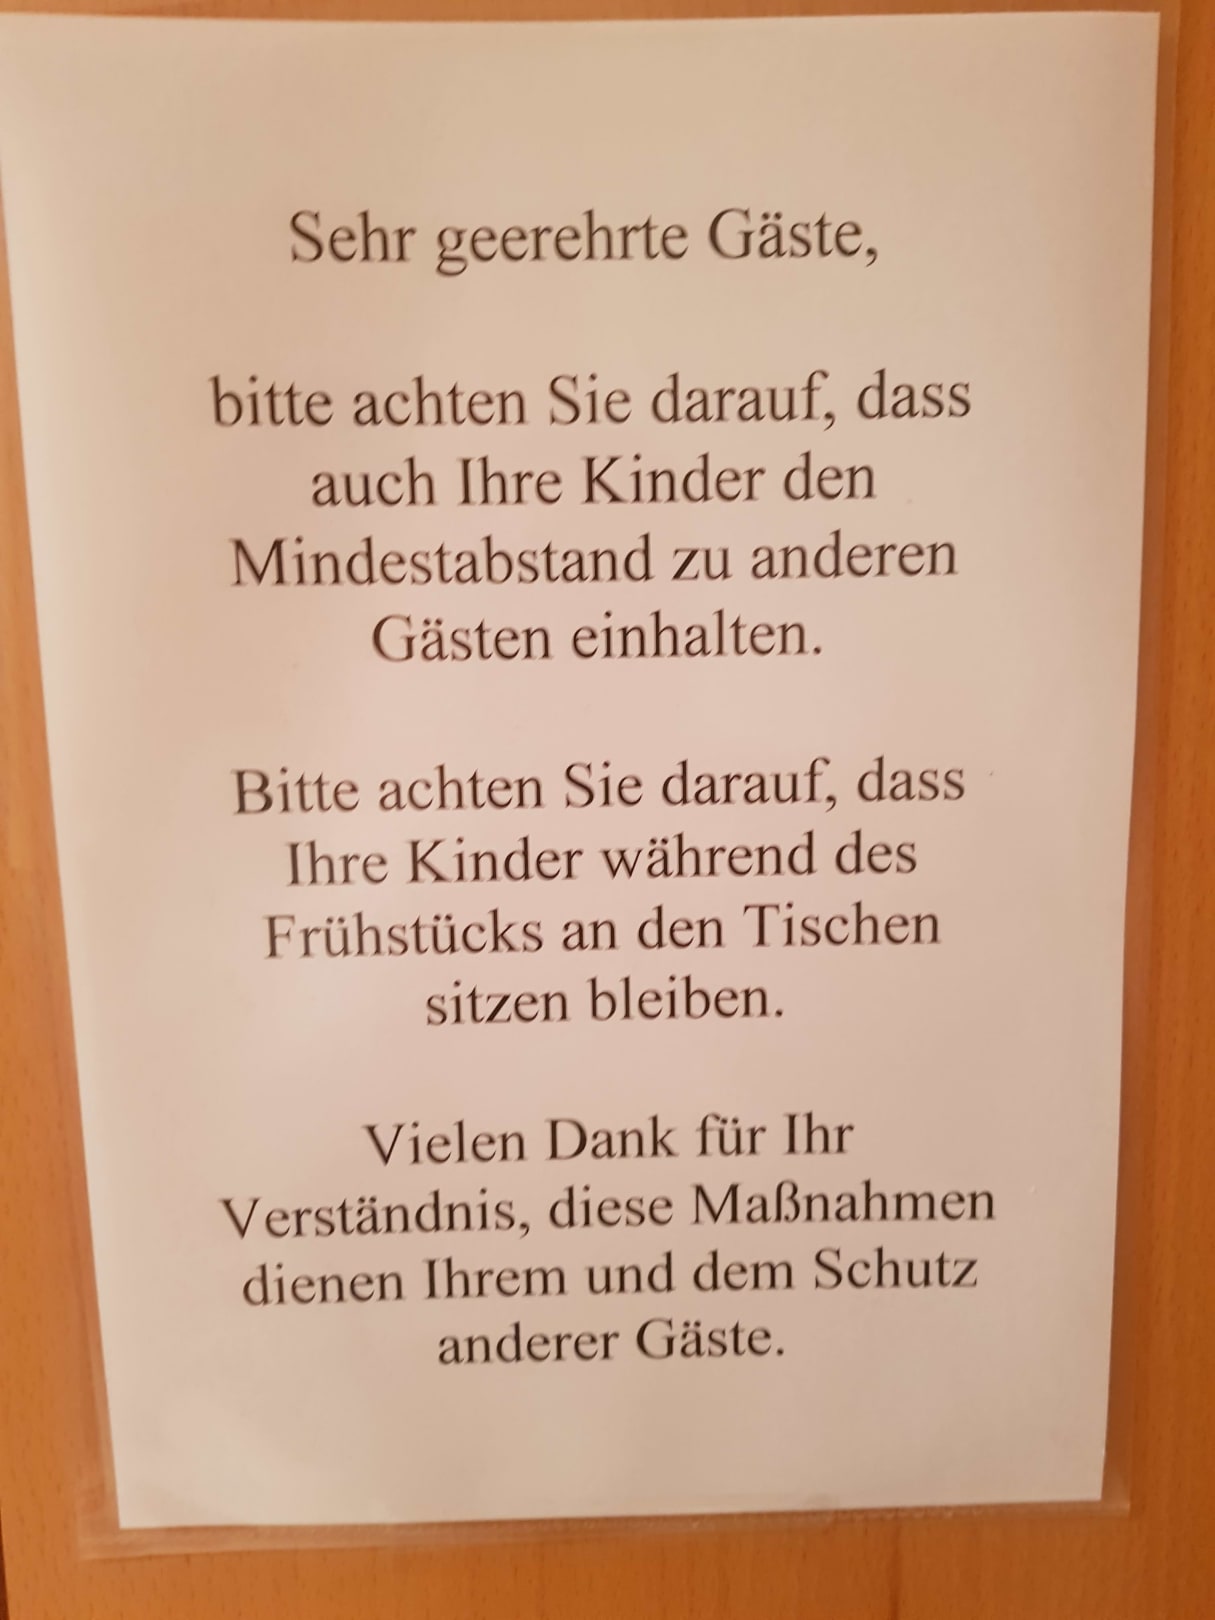 Sehr geerehrte Gäste,
bitte achten Sie darauf, dass
auch Ihre Kinder den
Mindestabstand zu anderen
Gästen einhalten.
Bitte achten Sie darauf, dass
Ihre Kinder während des
Frühstücks an den Tischen
sitzen bleiben.
Vielen Dank für Ihr
Verständnis, diese Maßnahmen
dienen Ihrem und dem Schutz
anderer Gäste.